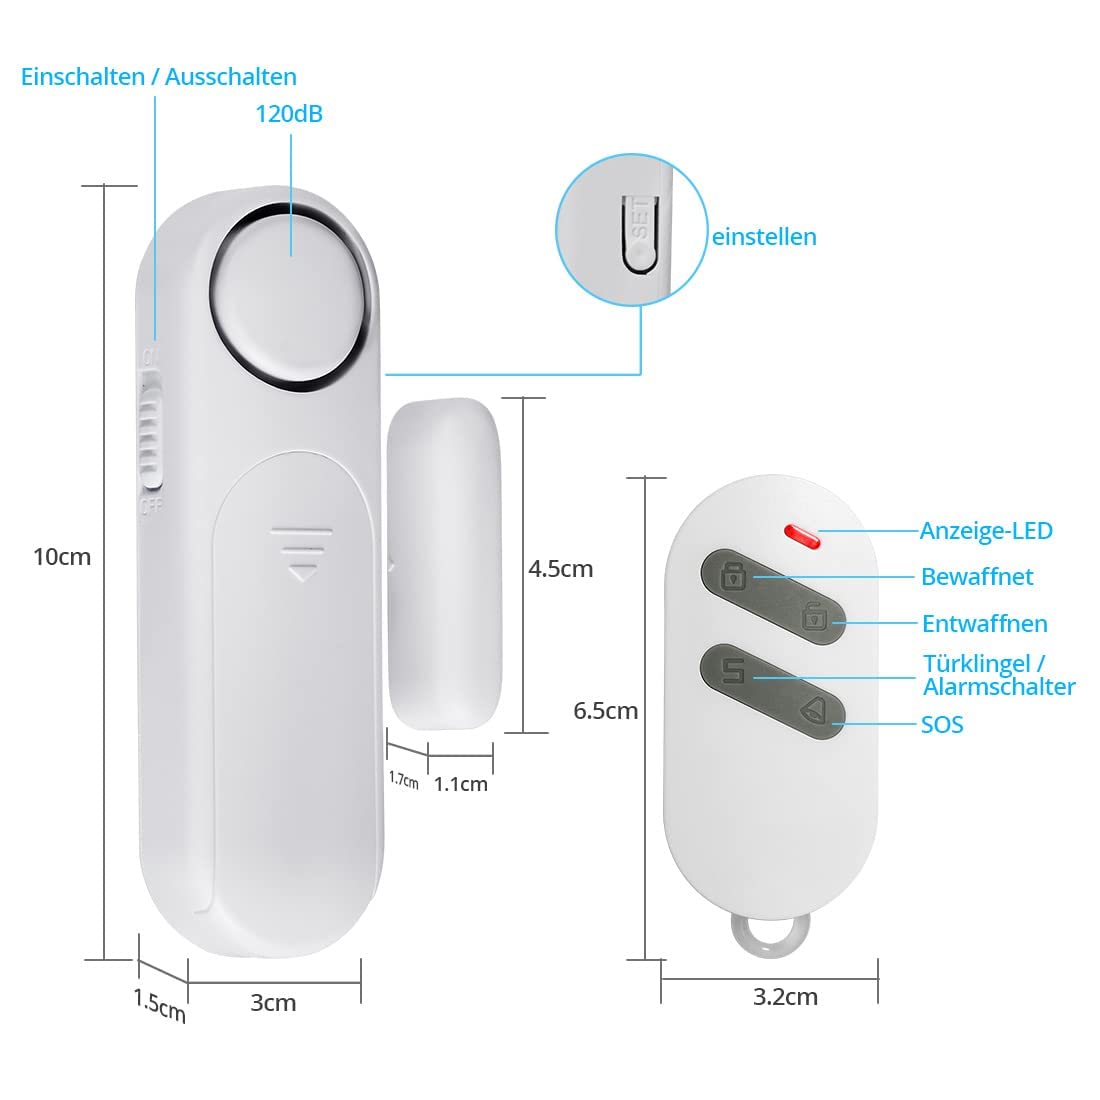 Einschalten / Ausschalten
120dB
SET
einstellen
ON
OFF
10cm
4.5cm
1.7cm
1.1cm
1.5cm
3cm
Anzeige-LED
Bewaffnet
Entwaffnen
Türklingel /
Alarmschalter
SOS
S
6.5cm
3.2cm